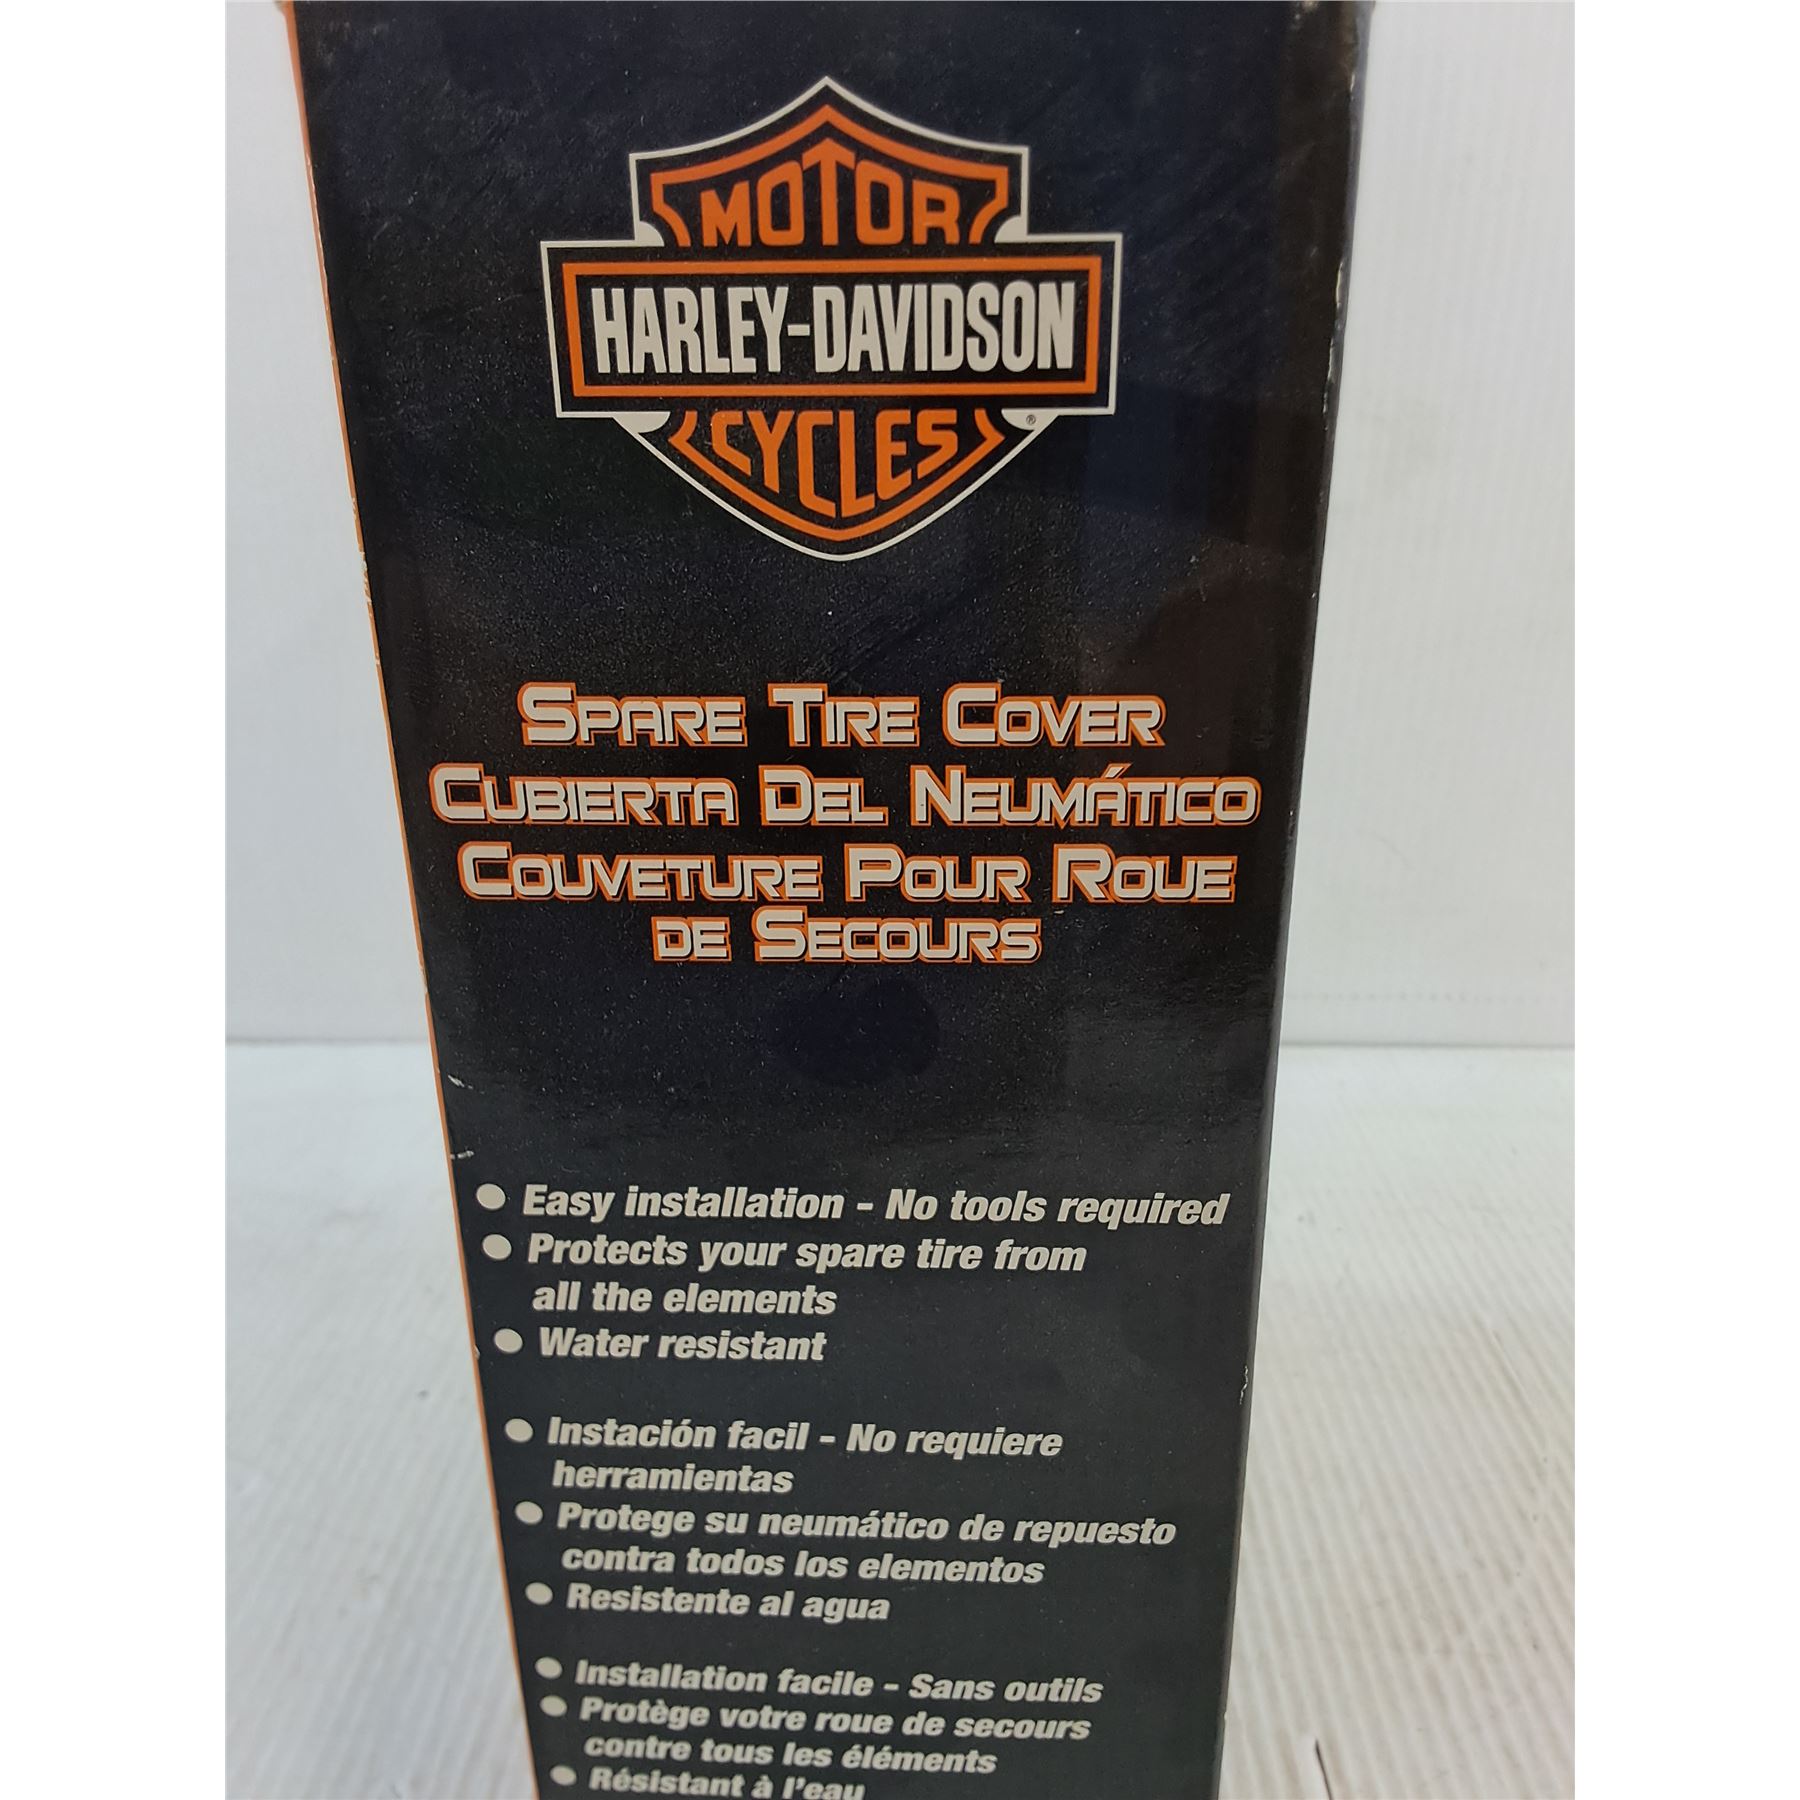 MOTOR
HARLEY-DAVIDSON
CYCLES ®
SPARE TIRE COVER
CUBIERTA DEL NEUMÁTICO
COUVETURE POUR ROUE
DE SECOURS
● Easy installation - No tools required
● Protects your spare tire from
all the elements
● Water resistant
● Instación facil - No requiere
herramientas
● Protege su neumático de repuesto
contra todos los elementos
● Resistente al agua
● Installation facile - Sans outils
● Protège votre roue de secours
contre tous les éléments
● Résistant à l'eau